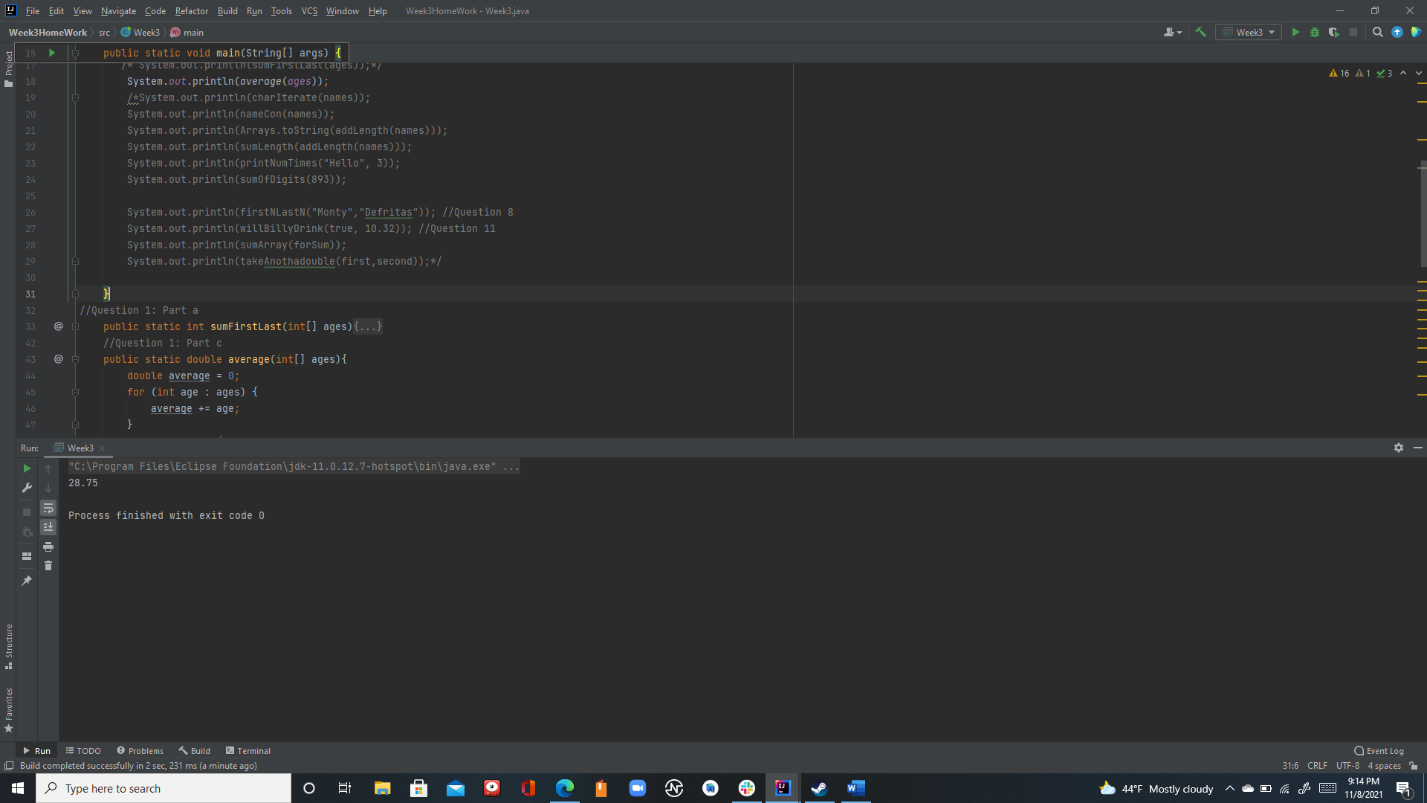 File Edit View Navigate Code Refactor Build Run Tools VCS Window Help Week3HomeWork - Week3.java
Week3HomeWork src Week3 main Week3
Project
15 public static void main(String[] args) {
17 /* System.out.println(sumFirstLast(ages));*/
16 1 3
18 System.out.println(average(ages));
19 /*System.out.println(charIterate(names));
20 System.out.println(nameCon(names));
21 System.out.println(Arrays.toString(addLength(names)));
22 System.out.println(sumLength(addLength(names)));
23 System.out.println(printNumTimes("Hello", 3));
24 System.out.println(sumOfDigits(893));
25
26 System.out.println(firstNLastN("Monty","Defritas")); //Question 8
27 System.out.println(willBillyDrink(true, 10.32)); //Question 11
28 System.out.println(sumArray(forSum));
29 System.out.println(takeAnothadouble(first,second));*/
30
31 }
32 //Question 1: Part a
33 @ public static int sumFirstLast(int[] ages){...}
42 //Question 1: Part c
43 @ public static double average(int[] ages){
44 double average = 0;
45 for (int age : ages) {
46 average += age;
47 }
Run: Week3
"C:\Program Files\Eclipse Foundation\jdk-11.0.12.7-hotspot\bin\java.exe" ...
28.75
Process finished with exit code 0
Structure
Favorites
Run TODO Problems Build Terminal Event Log
Build completed successfully in 2 sec, 231 ms (a minute ago) 31:6 CRLF UTF-8 4 spaces
Type here to search 44°F Mostly cloudy 9:14 PM
11/8/2021 1